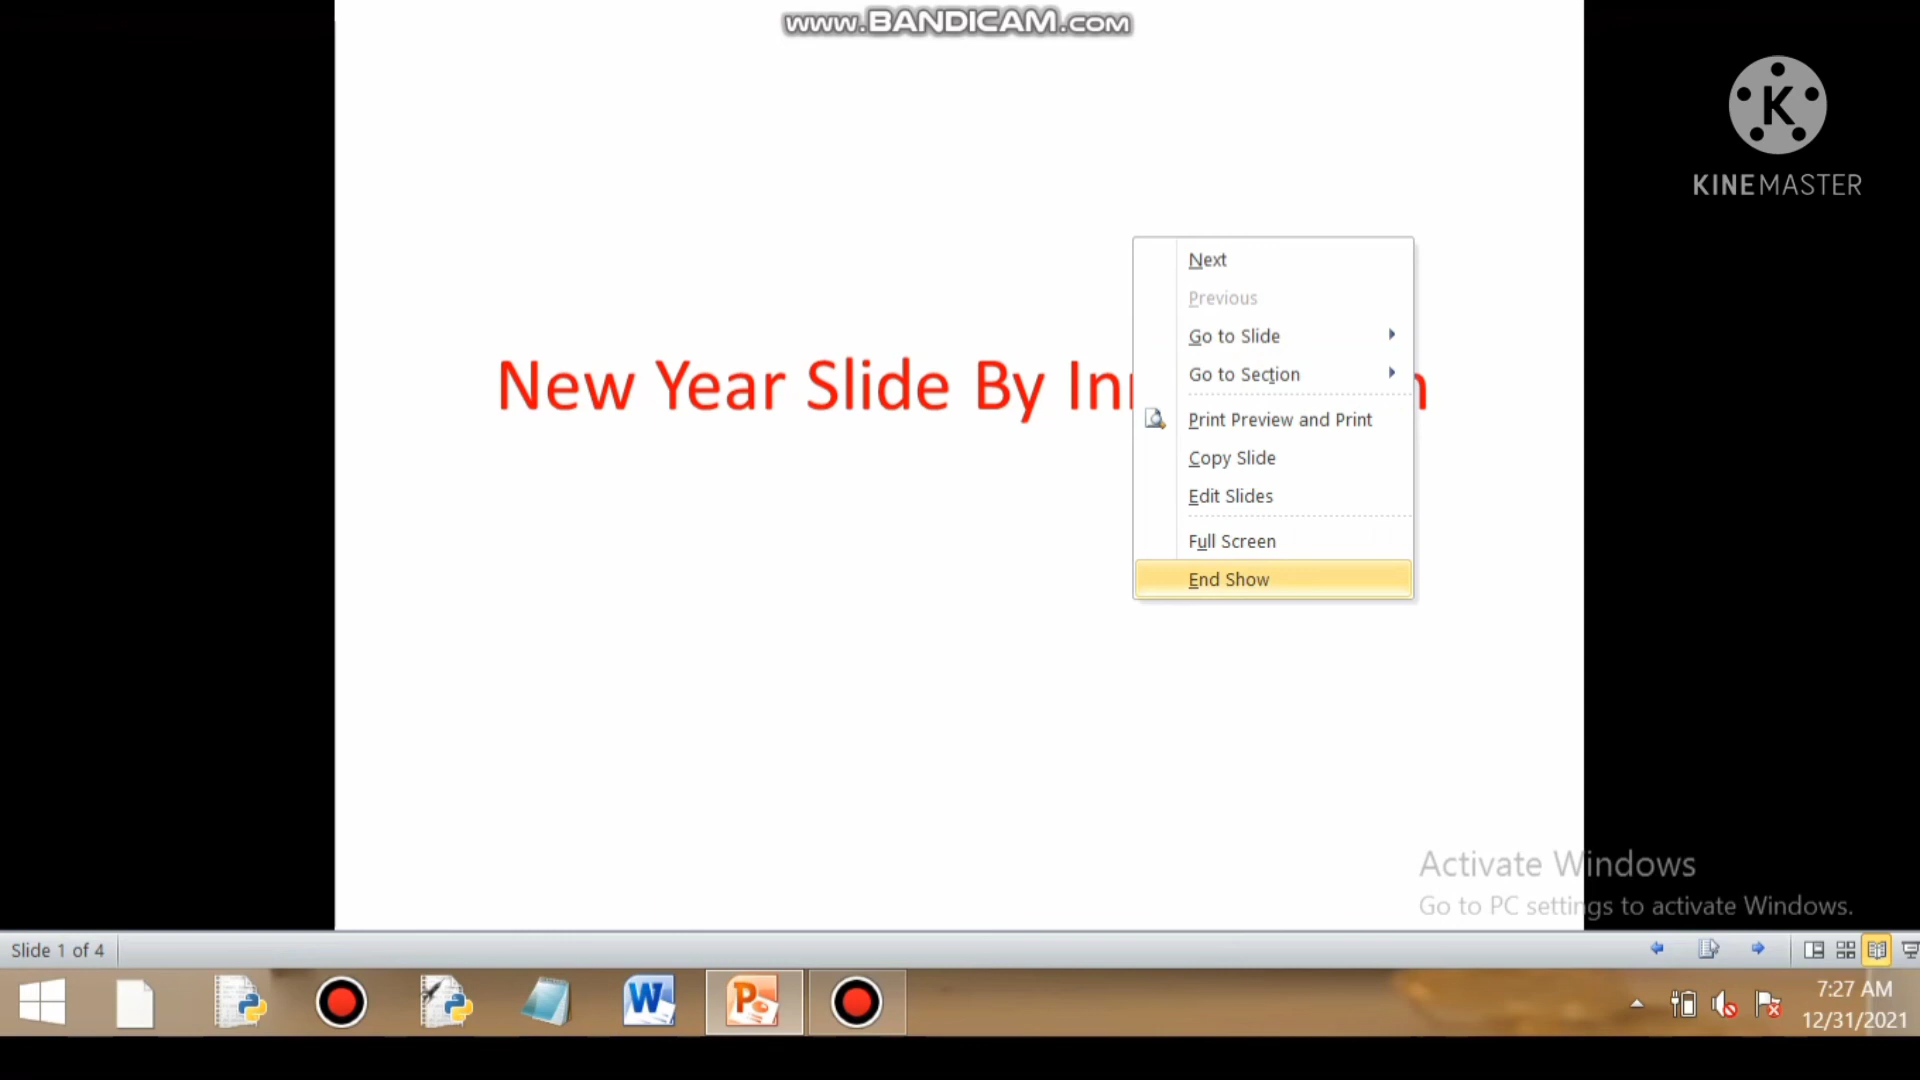 www.BANDICAM.com
K
KINEMASTER
Next
Previous
Go to Slide
Go to Section
New Year Slide By
Print Preview and Print
Copy Slide
Edit Slides
Full Screen
End Show
Activate Windows
Go to PC settings to activate Windows.
Slide 1 of 4
W
P
7:27 AM
12/31/2021